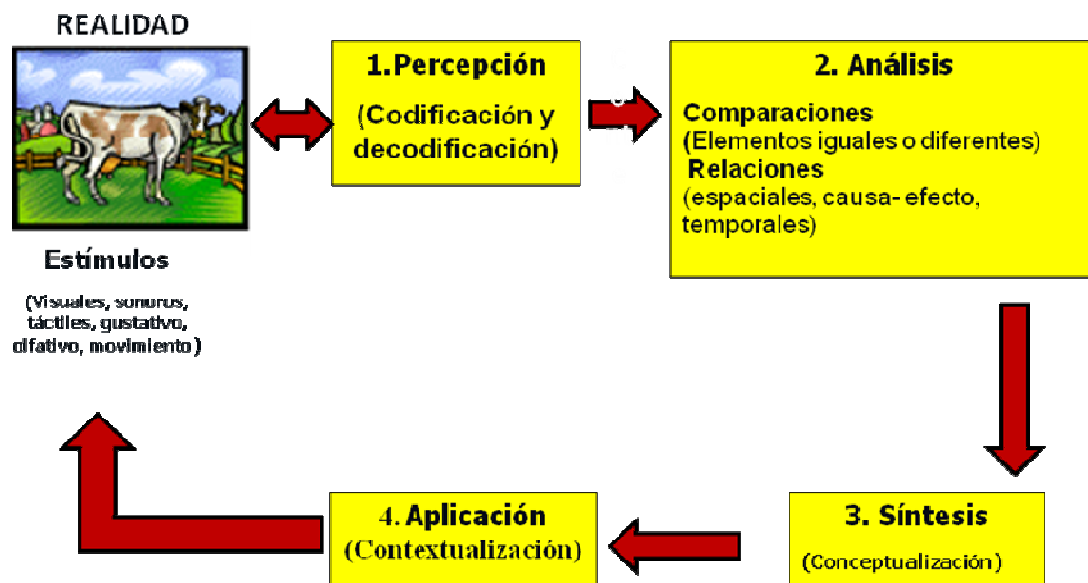 REALIDAD
Estímulos
(Visuales, sonoros,
táctiles, gustativo,
olfativo, movimiento)
1.Percepción
(Codificación y
decodificación)
2. Análisis
Comparaciones
(Elementos iguales o diferentes)
Relaciones
(espaciales, causa- efecto,
temporales)
3. Síntesis
(Conceptualización)
4. Aplicación
(Contextualización)